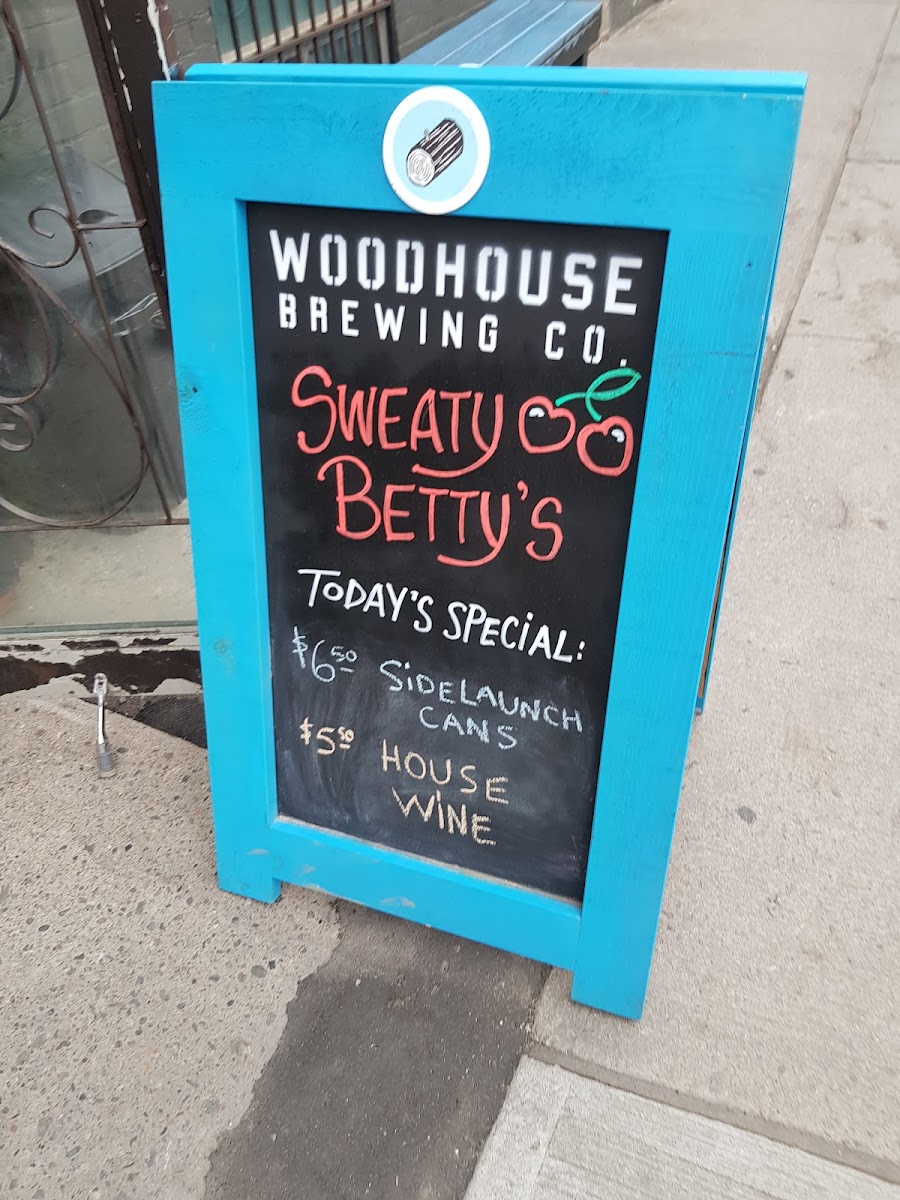 WOODHOUSE
BREWING CO.
SWEATY
BETTY'S
TODAY'S SPECIAL:
$6.50 SIDELAUNCH
CANS
$5.50 HOUSE
WINE